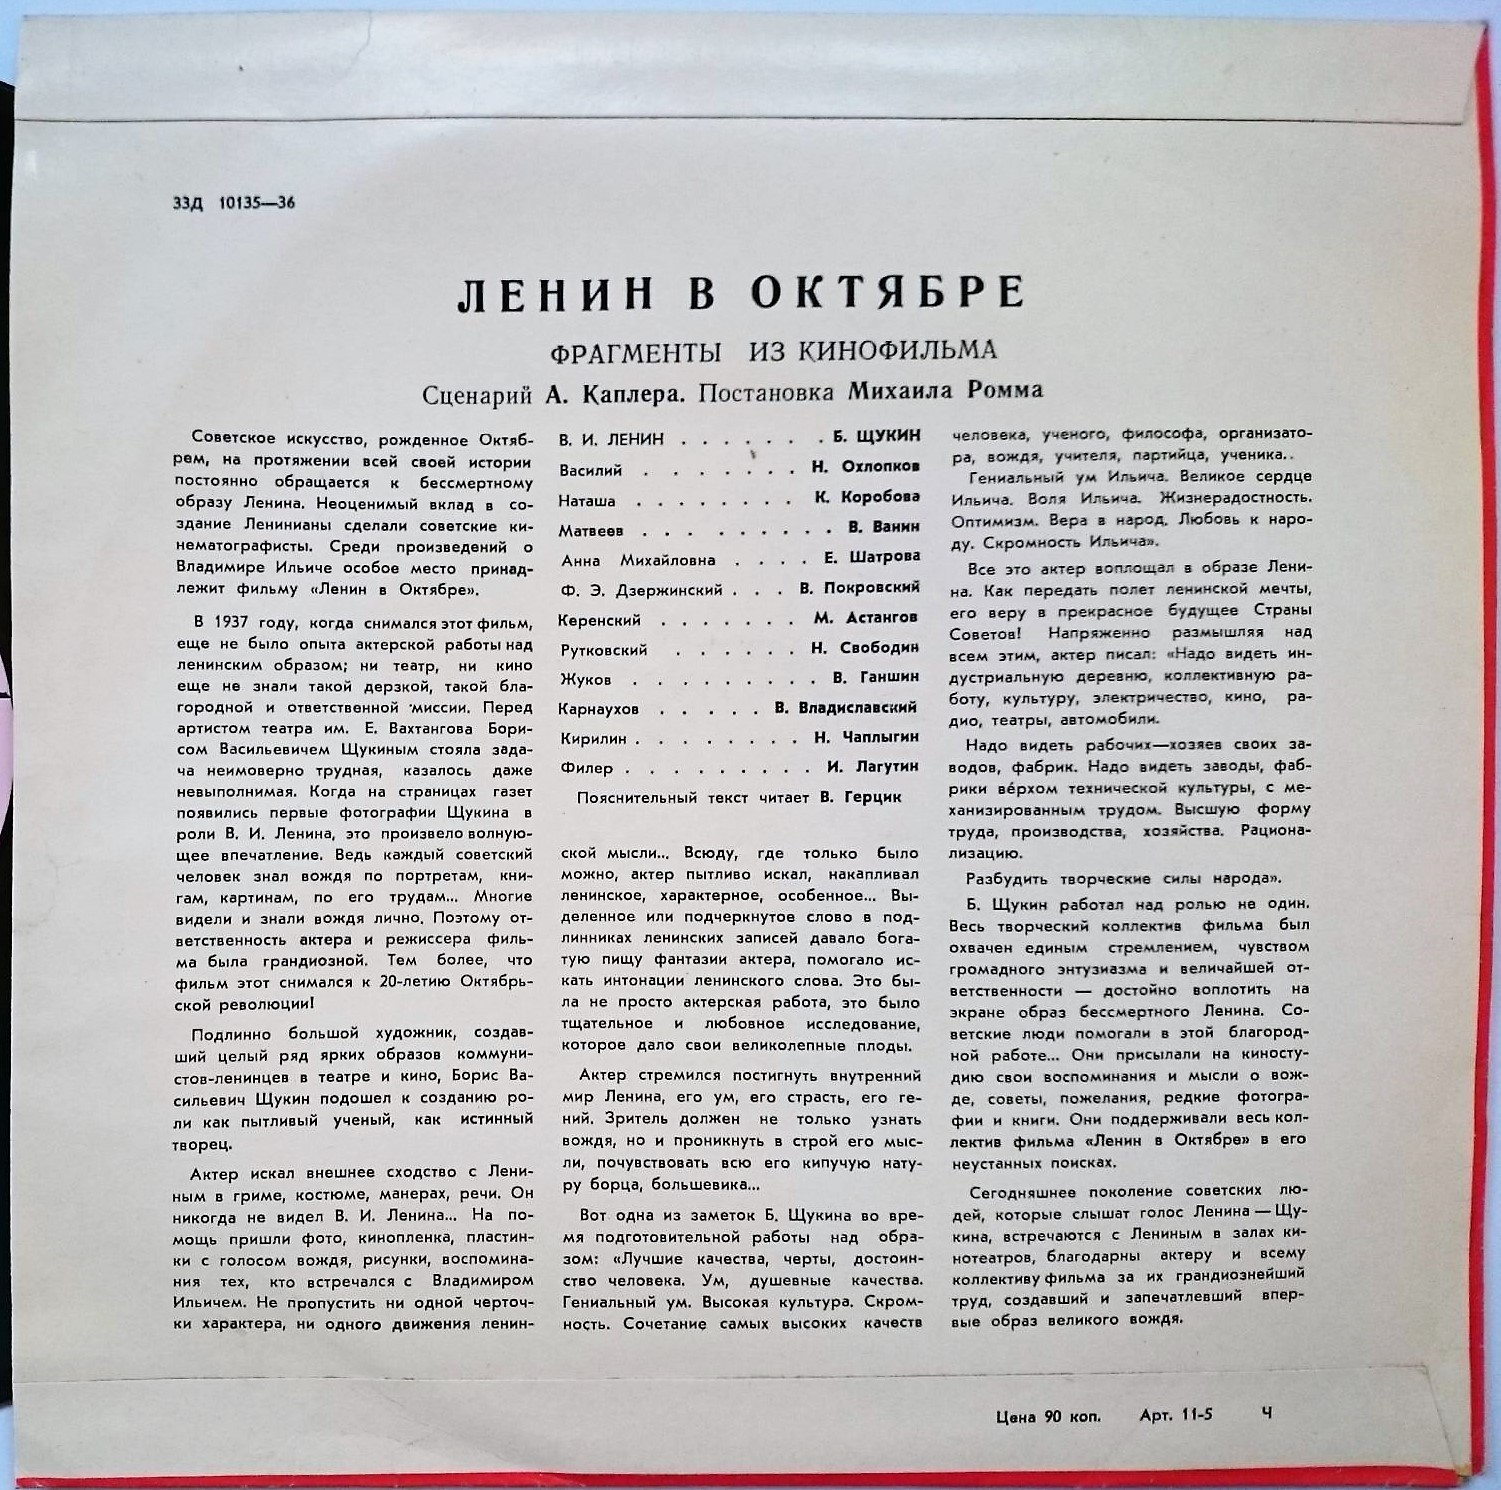 33Д 10135—36
ЛЕНИН В ОКТЯБРЕ
ФРАГМЕНТЫ ИЗ КИНОФИЛЬМА
Сценарий А. Каплера. Постановка Михаила Ромма
Советское искусство, рожденное Октяб-
рем, на протяжении всей своей истории
постоянно обращается к бессмертному
образу Ленина. Неоценимый вклад в со-
здание Ленинианы сделали советские ки-
нематографисты. Среди произведений о
Владимире Ильиче особое место принад-
лежит фильму «Ленин в Октябре».
В 1937 году, когда снимался этот фильм,
еще не было опыта актерской работы над
ленинским образом; ни театр, ни кино
еще не знали такой дерзкой, такой бла-
городной и ответственной миссии. Перед
артистом театра им. Е. Вахтангова Бори-
сом Васильевичем Щукиным стояла зада-
ча неимоверно трудная, казалось даже
невыполнимая. Когда на страницах газет
появились первые фотографии Щукина в
роли В. И. Ленина, это произвело волную-
щее впечатление. Ведь каждый советский
человек знал вождя по портретам, кни-
гам, картинам, по его трудам... Многие
видели и знали вождя лично. Поэтому от-
ветственность актера и режиссера филь-
ма была грандиозной. Тем более, что
фильм этот снимался к 20-летию Октябрь-
ской революции!
Подлинно большой художник, создав-
ший целый ряд ярких образов коммуни-
стов-ленинцев в театре и кино, Борис Ва-
сильевич Щукин подошел к созданию ро-
ли как пытливый ученый, как истинный
творец.
Актер искал внешнее сходство с Лени-
ным в гриме, костюме, манерах, речи. Он
никогда не видел В. И. Ленина... На по-
мощь пришли фото, кинопленка, пластин-
ки с голосом вождя, рисунки, воспомина-
ния тех, кто встречался с Владимиром
Ильичем. Не пропустить ни одной черточ-
ки характера, ни одного движения ленин-
В. И. ЛЕНИН . . . . . . . Б. ЩУКИН
Василий . . . . . . . Н. Охлопков
Наташа . . . . . . . . К. Коробова
Матвеев . . . . . . . . . В. Ванин
Анна Михайловна . . . . Е. Шатрова
Ф. Э. Дзержинский . . . В. Покровский
Керенский . . . . . . . М. Астангов
Рутковский . . . . . . Н. Свободин
Жуков . . . . . . . . . В. Ганшин
Карнаухов . . . . . В. Владиславский
Кирилин . . . . . . . . Н. Чаплыгин
Филер . . . . . . . . . И. Лагутин
Пояснительный текст читает В. Герцик
ской мысли... Всюду, где только было
можно, актер пытливо искал, накапливал
ленинское, характерное, особенное... Вы-
деленное или подчеркнутое слово в под-
линниках ленинских записей давало бога-
тую пищу фантазии актера, помогало ис-
кать интонации ленинского слова. Это бы-
ла не просто актерская работа, это было
тщательное и любовное исследование,
которое дало свои великолепные плоды.
Актер стремился постигнуть внутренний
мир Ленина, его ум, его страсть, его ге-
ний. Зритель должен не только узнать
вождя, но и проникнуть в строй его мыс-
ли, почувствовать всю его кипучую нату-
ру борца, большевика...
Вот одна из заметок Б. Щукина во вре-
мя подготовительной работы над обра-
зом: «Лучшие качества, черты, достоин-
ство человека. Ум, душевные качества.
Гениальный ум. Высокая культура. Скром-
ность. Сочетание самых высоких качеств
человека, ученого, философа, организато-
ра, вождя, учителя, партийца, ученика..
Гениальный ум Ильича. Великое сердце
Ильича. Воля Ильича. Жизнерадостность.
Оптимизм. Вера в народ. Любовь к наро-
ду. Скромность Ильича».
Все это актер воплощал в образе Лени-
на. Как передать полет ленинской мечты,
его веру в прекрасное будущее Страны
Советов! Напряженно размышляя над
всем этим, актер писал: «Надо видеть ин-
дустриальную деревню, коллективную ра-
боту, культуру, электричество, кино, ра-
дио, театры, автомобили.
Надо видеть рабочих—хозяев своих за-
водов, фабрик. Надо видеть заводы, фаб-
рики вéрхом технической культуры, с ме-
ханизированным трудом. Высшую форму
труда, производства, хозяйства. Рациона-
лизацию.
Разбудить творческие силы народа».
Б. Щукин работал над ролью не один.
Весь творческий коллектив фильма был
охвачен единым стремлением, чувством
громадного энтузиазма и величайшей от-
ветственности — достойно воплотить на
экране образ бессмертного Ленина. Со-
ветские люди помогали в этой благород-
ной работе... Они присылали на киносту-
дию свои воспоминания и мысли о вож-
де, советы, пожелания, редкие фотогра-
фии и книги. Они поддерживали весь кол-
лектив фильма «Ленин в Октябре» в его
неустанных поисках.
Сегодняшнее поколение советских лю-
дей, которые слышат голос Ленина — Щу-
кина, встречаются с Лениным в залах ки-
нотеатров, благодарны актеру и всему
коллективу фильма за их грандиознейший
труд, создавший и запечатлевший впер-
вые образ великого вождя.
Цена 90 коп. Арт. 11-5 Ч